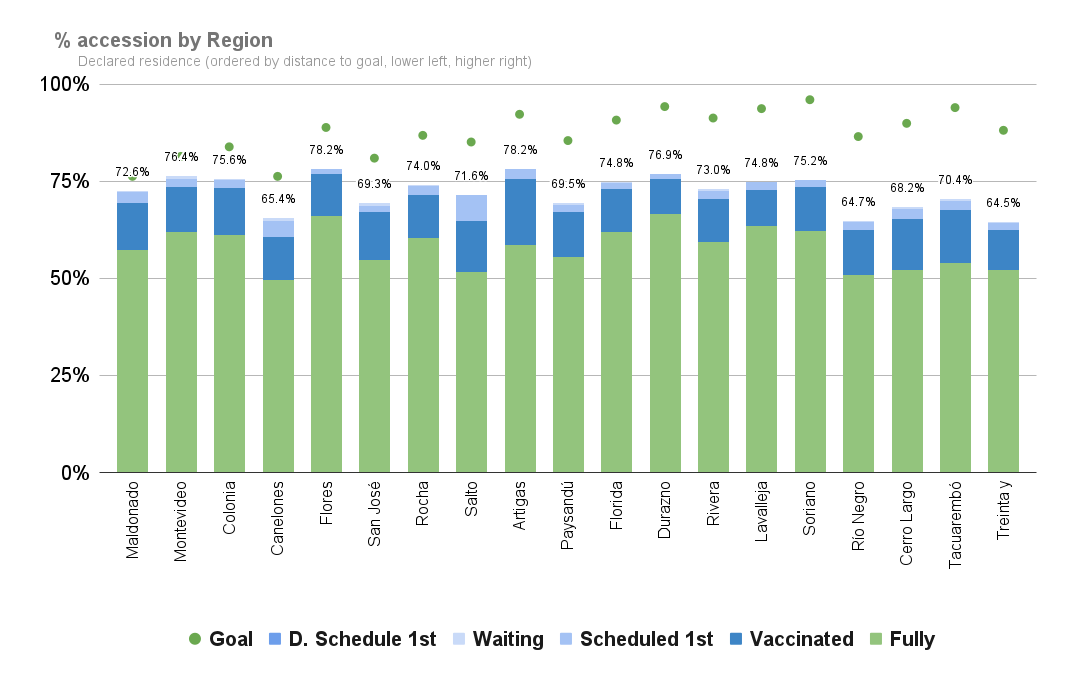 % accession by Region
Declared residence (ordered by distance to goal, lower left, higher right)
100%
75%
50%
25%
0%
72.6%
76.4%
75.6%
65.4%
78.2%
69.3%
74.0%
71.6%
78.2%
69.5%
74.8%
76.9%
73.0%
74.8%
75.2%
64.7%
68.2%
70.4%
64.5%
Maldonado
Montevideo
Colonia
Canelones
Flores
San José
Rocha
Salto
Artigas
Paysandú
Florida
Durazno
Rivera
Lavalleja
Soriano
Río Negro
Cerro Largo
Tacuarembó
Treinta y
Goal
D. Schedule 1st
Waiting
Scheduled 1st
Vaccinated
Fully